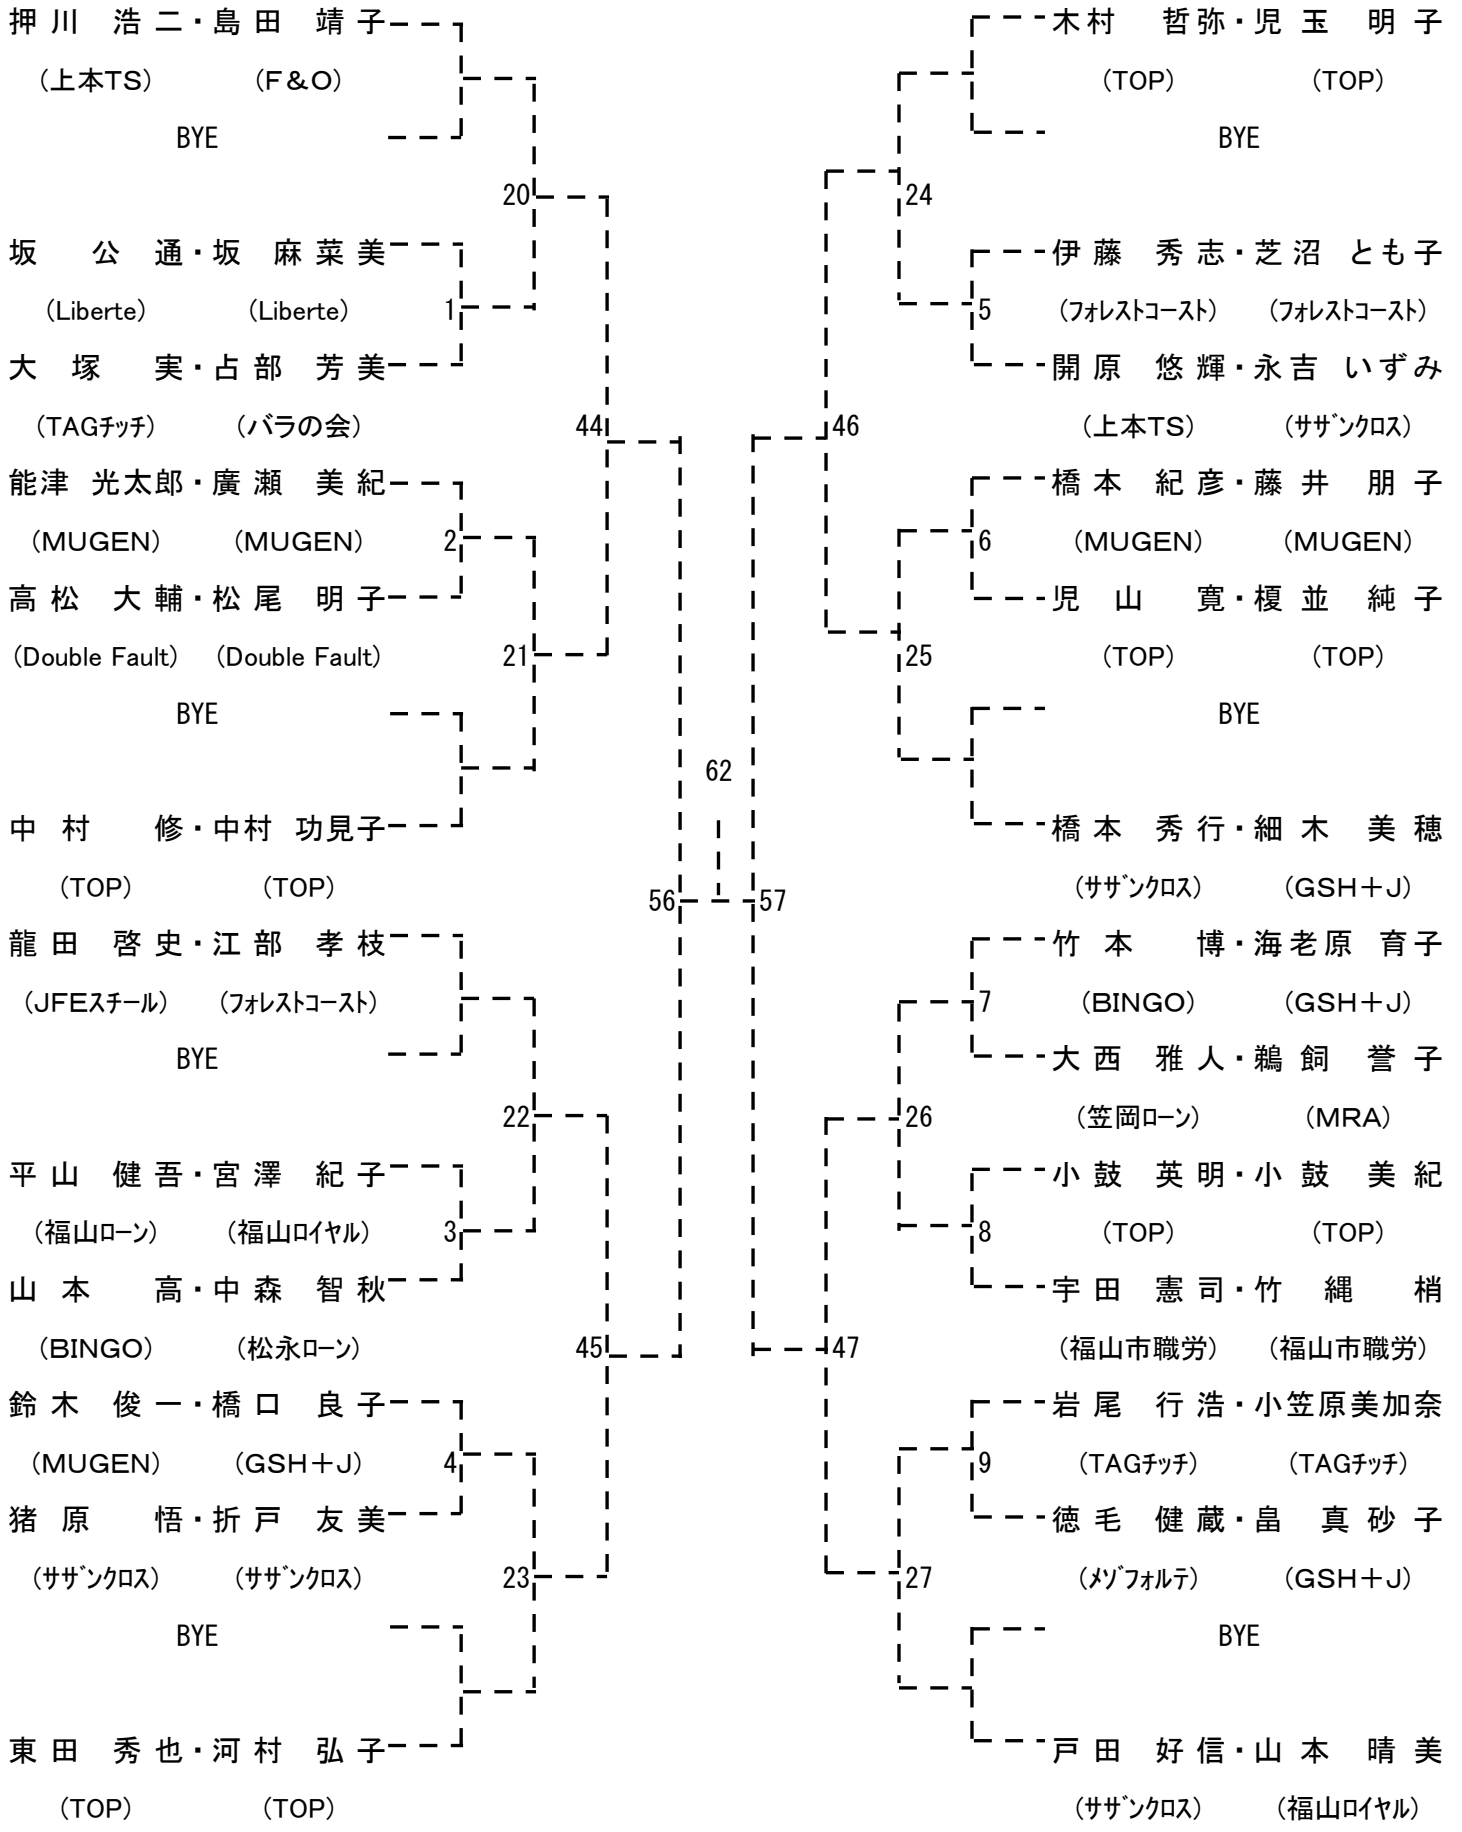 押川 浩二・島田 靖子
(上本TS) (F&O)
BYE
20
坂 公通・坂 麻菜美
(Liberte) (Liberte)
1
大塚 実・占部 芳美
(TAGチッチ) (バラの会)
44
能津 光太郎・廣瀬 美紀
(MUGEN) (MUGEN)
2
高松 大輔・松尾 明子
(Double Fault) (Double Fault)
21
BYE
中村 修・中村 功見子
(TOP) (TOP)
56
龍田 啓史・江部 孝枝
(JFEスチール) (フォレストコースト)
BYE
22
平山 健吾・宮澤 紀子
(福山ローン) (福山ロイヤル)
3
山本 高・中森 智秋
(BINGO) (松永ローン)
45
鈴木 俊一・橋口 良子
(MUGEN) (GSH+J)
4
猪原 悟・折戸 友美
(サザンクロス) (サザンクロス)
23
BYE
東田 秀也・河村 弘子
(TOP) (TOP)
62
木村 哲弥・児玉 明子
(TOP) (TOP)
BYE
24
伊藤 秀志・芝沼 とも子
5
(フォレストコースト) (フォレストコースト)
開原 悠輝・永吉 いずみ
46
(上本TS) (サザンクロス)
橋本 紀彦・藤井 朋子
6
(MUGEN) (MUGEN)
児山 寛・榎並 純子
25
(TOP) (TOP)
BYE
橋本 秀行・細木 美穂
57
(サザンクロス) (GSH+J)
竹本 博・海老原 育子
7
(BINGO) (GSH+J)
大西 雅人・鵜飼 誉子
26
(笠岡ローン) (MRA)
小鼓 英明・小鼓 美紀
8
(TOP) (TOP)
宇田 憲司・竹縄 梢
47
(福山市職労) (福山市職労)
岩尾 行浩・小笠原美加奈
9
(TAGチッチ) (TAGチッチ)
徳毛 健蔵・畠 真砂子
27
(メゾフォルテ) (GSH+J)
BYE
戸田 好信・山本 晴美
(サザンクロス) (福山ロイヤル)